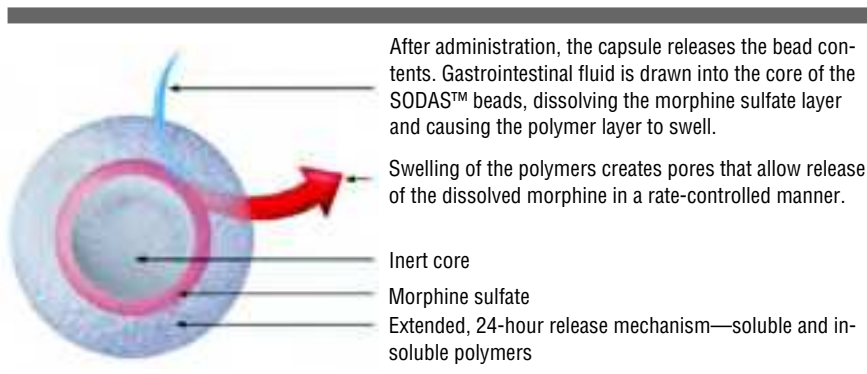 After administration, the capsule releases the bead con-
tents. Gastrointestinal fluid is drawn into the core of the
SODAS™ beads, dissolving the morphine sulfate layer
and causing the polymer layer to swell.
Swelling of the polymers creates pores that allow release
of the dissolved morphine in a rate-controlled manner.
Inert core
Morphine sulfate
Extended, 24-hour release mechanism—soluble and in-
soluble polymers